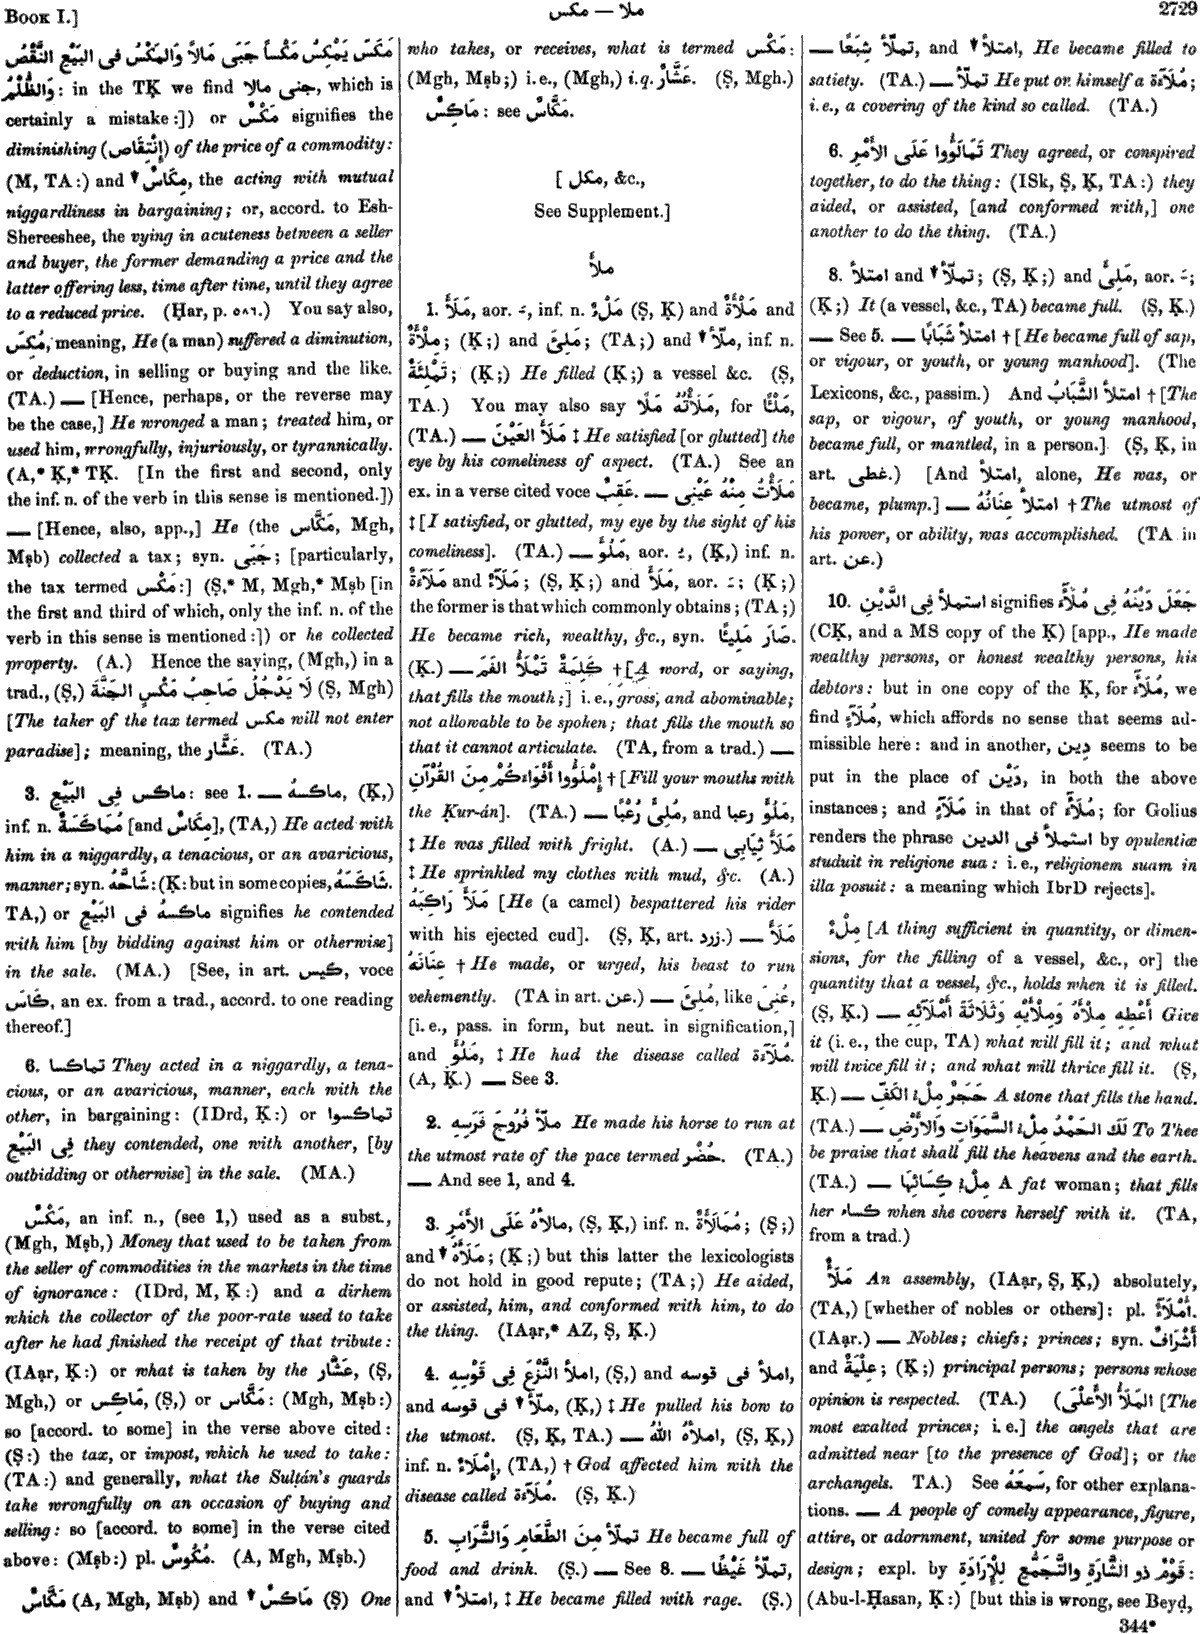 Book I.]
ملا — مكس
2729
مَكَسَ يَمْكِسُ مَكْساً جَبَى مَالاً وَالمَكْسُ فى البَيْعِ النَّقْصُ
وَالظُّلْمُ: in the TḲ we find جنى مالا, which is
certainly a mistake:]) or مَكْسٌ signifies the
diminishing (إِنْتِقَاص) of the price of a commodity:
(M, TA:) and ▼ مِكَاسٌ, the acting with mutual
niggardliness in bargaining; or, accord. to Esh-
Shereeshee, the vying in acuteness between a seller
and buyer, the former demanding a price and the
latter offering less, time after time, until they agree
to a reduced price. (Ḥar, p. ٥٨٦.) You say also,
مُكِسَ, meaning, He (a man) suffered a diminution,
or deduction, in selling or buying and the like.
(TA.) — [Hence, perhaps, or the reverse may
be the case,] He wronged a man; treated him, or
used him, wrongfully, injuriously, or tyrannically.
(A,* Ḳ,* TḲ. [In the first and second, only
the inf. n. of the verb in this sense is mentioned.])
— [Hence, also, app.,] He (the مَكَّاس, Mgh,
Mṣb) collected a tax; syn. جَبَى; [particularly,
the tax termed مَكْس:] (Ṣ,* M, Mgh,* Mṣb [in
the first and third of which, only the inf. n. of the
verb in this sense is mentioned:]) or he collected
property. (A.) Hence the saying, (Mgh,) in a
trad., (Ṣ,) لَا يَدْخُلُ صَاحِبُ مَكْسٍ الجَنَّةَ (Ṣ, Mgh)
[The taker of the tax termed مكس will not enter
paradise]; meaning, the عَشَّار. (TA.)
3. ماكس فِى البَيْعِ: see 1. — ماكسهُ, (Ḳ,)
inf. n. مُمَاكَسَةٌ [and مِكَاسٌ], (TA,) He acted with
him in a niggardly, a tenacious, or an avaricious,
manner; syn. شَاحَّهُ: (Ḳ: but in some copies, شَاكَسَهُ.
TA,) or ماكسهُ فى البَيْعِ signifies he contended
with him [by bidding against him or otherwise]
in the sale. (MA.) [See, in art. كيس, voce
كَاسَ, an ex. from a trad., accord. to one reading
thereof.]
6. تماكسا They acted in a niggardly, a tena-
cious, or an avaricious, manner, each with the
other, in bargaining: (IDrd, Ḳ:) or تماكسوا
فِى البَيْعِ they contended, one with another, [by
outbidding or otherwise] in the sale. (MA.)
مَكْسٌ, an inf. n., (see 1,) used as a subst.,
(Mgh, Mṣb,) Money that used to be taken from
the seller of commodities in the markets in the time
of ignorance: (IDrd, M, Ḳ:) and a dirhem
which the collector of the poor-rate used to take
after he had finished the receipt of that tribute:
(IAạr, Ḳ:) or what is taken by the عَشَّار, (Ṣ,
Mgh,) or مَاكِس, (Ṣ,) or مَكَّاس: (Mgh, Mṣb:)
so [accord. to some] in the verse above cited:
(Ṣ:) the tax, or impost, which he used to take:
(TA:) and generally, what the Sulṭán's guards
take wrongfully on an occasion of buying and
selling: so [accord. to some] in the verse cited
above: (Mṣb:) pl. مُكُوسٌ. (A, Mgh, Mṣb.)
مَكَّاسٌ (A, Mgh, Mṣb) and ▼ مَاكِسٌ (Ṣ) One
who takes, or receives, what is termed مَكْس:
(Mgh, Mṣb;) i.e., (Mgh,) i.q. عَشَّارٌ. (Ṣ, Mgh.)
مَاكِسٌ: see مَكَّاسٌ.
[ مكل, &c.,
See Supplement.]
ملأ
1. مَلَأَ, aor. ـَ, inf. n. مَلْءٌ (Ṣ, Ḳ) and مَلْأَةٌ and
مِلْأَةٌ; (Ḳ;) and مَلِئَ; (TA;) and ▼ ملّأ, inf. n.
تَمْلِئَةٌ; (Ḳ;) He filled (Ḳ;) a vessel &c. (Ṣ,
TA.) You may also say مَلَأْتُهُ مَلًا, for مَلْئًا,
(TA.) — مَلَأَ العَيْنَ ‡ He satisfied [or glutted] the
eye by his comeliness of aspect. (TA.) See an
ex. in a verse cited voce عَقِبٌ. — مَلَأْتُ مِنْهُ عَيْنِى
‡ [I satisfied, or glutted, my eye by the sight of his
comeliness]. (TA.) — مَلُؤَ, aor. ـُ, (Ḳ,) inf. n.
مَلَآءَةٌ and مَلَآءٌ; (Ṣ, Ḳ;) and مَلَأَ, aor. ـَ; (Ḳ;)
the former is that which commonly obtains; (TA;)
He became rich, wealthy, &c., syn. صَارَ مَلِيًّا.
(Ḳ.) — كَلِمَةٌ تَمْلَأُ الفَمَ † [A word, or saying,
that fills the mouth;] i. e., gross, and abominable;
not allowable to be spoken; that fills the mouth so
that it cannot articulate. (TA, from a trad.) —
إِمْلَؤُوا أَفْوَاهَكُمْ مِنَ القُرْآنِ † [Fill your mouths with
the Ḳur-án]. (TA.) — مُلِئَ رُعْبًا, and مَلُؤَ رعبا,
‡ He was filled with fright. (A.) — مَلَأَ ثِيَابِى
‡ He sprinkled my clothes with mud, &c. (A.)
مَلَأَ رَاكِبَهُ [He (a camel) bespattered his rider
with his ejected cud]. (Ṣ, Ḳ, art. زرد.) — مَلَأَ
عِنَانَهُ † He made, or urged, his beast to run
vehemently. (TA in art. عن.) — مُلِئَ, like عُنِىَ,
[i. e., pass. in form, but neut. in signification,]
and مَلُؤَ, ‡ He had the disease called مُلَآءَة.
(A, Ḳ.) — See 3.
2. ملّأ فُرُوجَ فَرَسِهِ He made his horse to run at
the utmost rate of the pace termed حُضْر. (TA.)
— And see 1, and 4.
3. مالأهُ عَلَى الأَمْرِ, (Ṣ, Ḳ,) inf. n. مُمَالَأَةٌ; (Ṣ;)
and ▼ مَلَأَهُ; (Ḳ;) but this latter the lexicologists
do not hold in good repute; (TA;) He aided,
or assisted, him, and conformed with him, to do
the thing. (IAạr,* AZ, Ṣ, Ḳ.)
4. املأ النَّزْعَ فِى قَوْسِهِ, (Ṣ,) and املأ فى قوسه,
and ▼ ملّأ فى قوسه, (Ḳ,) ‡ He pulled his bow to
the utmost. (Ṣ, Ḳ, TA.) — املأهُ اللّٰهُ, (Ṣ, Ḳ,)
inf. n. إِمْلَآءٌ, (TA,) † God affected him with the
disease called مُلَآءَة. (Ṣ, Ḳ.)
5. تملّأ مِنَ الطَّعَامِ وَالشَّرَابِ He became full of
food and drink. (Ṣ.) — See 8. — تملّأ غَيْظًا,
and ▼ امتلأ, ‡ He became filled with rage. (Ṣ.)
— تملّأ شِبَعًا, and ▼ امتلأ, He became filled to
satiety. (TA.) — تملّأ He put on himself a مُلَآءَة;
i. e., a covering of the kind so called. (TA.)
6. تَمَالَؤُوا عَلَى الأَمْرِ They agreed, or conspired
together, to do the thing: (ISk, Ṣ, Ḳ, TA:) they
aided, or assisted, [and conformed with,] one
another to do the thing. (TA.)
8. امتلأ and ▼ تملّأ; (Ṣ, Ḳ;) and مَلِئَ, aor. ـَ;
(Ḳ;) It (a vessel, &c., TA) became full. (Ṣ, Ḳ.)
— See 5. — امتلأ شَبَابًا † [He became full of sap,
or vigour, or youth, or young manhood]. (The
Lexicons, &c., passim.) And امتلأ الشَّبَابُ † [The
sap, or vigour, of youth, or young manhood,
became full, or mantled, in a person.] (Ṣ, Ḳ, in
art. غطى.) [And امتلأ, alone, He was, or
became, plump.] — امتلأ عِنَانُهُ † The utmost of
his power, or ability, was accomplished. (TA in
art. عن.)
10. استملأ فِى الدَّيْنِ signifies جَعَلَ دَيْنَهُ فِى مُلَآءَ
(CḲ, and a MS copy of the Ḳ) [app., He made
wealthy persons, or honest wealthy persons, his
debtors: but in one copy of the Ḳ, for مُلَآءَ, we
find مُلَآءٍ, which affords no sense that seems ad-
missible here: and in another, دِين seems to be
put in the place of دَيْن, in both the above
instances; and مَلَآءٍ in that of مُلَآءَ; for Golius
renders the phrase استملأ فى الدين by opulentiæ
studuit in religione sua: i. e., religionem suam in
illa posuit: a meaning which IbrD rejects].
مِلْءٌ [A thing sufficient in quantity, or dimen-
sions, for the filling of a vessel, &c., or] the
quantity that a vessel, &c., holds when it is filled.
(Ṣ, Ḳ.) — أَعْطِهِ مِلْأَهُ وَمِلْأَيْهِ وَثَلَاثَةَ أَمْلَائِهِ Give
it (i. e., the cup, TA) what will fill it; and what
will twice fill it; and what will thrice fill it. (Ṣ,
Ḳ.) — حَجَرٌ مِلْءُ الكَفِّ A stone that fills the hand.
(TA.) — لَكَ الحَمْدُ مِلْءَ السَّمٰوَاتِ وَالأَرْضِ To Thee
be praise that shall fill the heavens and the earth.
(TA.) — مِلْءُ كِسَائِهَا A fat woman; that fills
her كساء when she covers herself with it. (TA,
from a trad.)
مَلَأٌ An assembly, (IAạr, Ṣ, Ḳ,) absolutely,
(TA,) [whether of nobles or others]: pl. أَمْلَآءٌ.
(IAạr.) — Nobles; chiefs; princes; syn. أَشْرَافٌ
and عِلْيَةٌ; (Ḳ;) principal persons; persons whose
opinion is respected. (TA.) (المَلَأُ الأَعْلَى [The
most exalted princes; i. e.] the angels that are
admitted near [to the presence of God]; or the
archangels. TA.) See سَمِعَهُ, for other explana-
tions. — A people of comely appearance, figure,
attire, or adornment, united for some purpose or
design; expl. by قَوْمٌ ذو الشَّارَةِ والتَّجَمُّعِ لِلْإِرَادَةِ:
(Abu-l-Ḥasan, Ḳ:) [but this is wrong, see Beyḍ,
344*